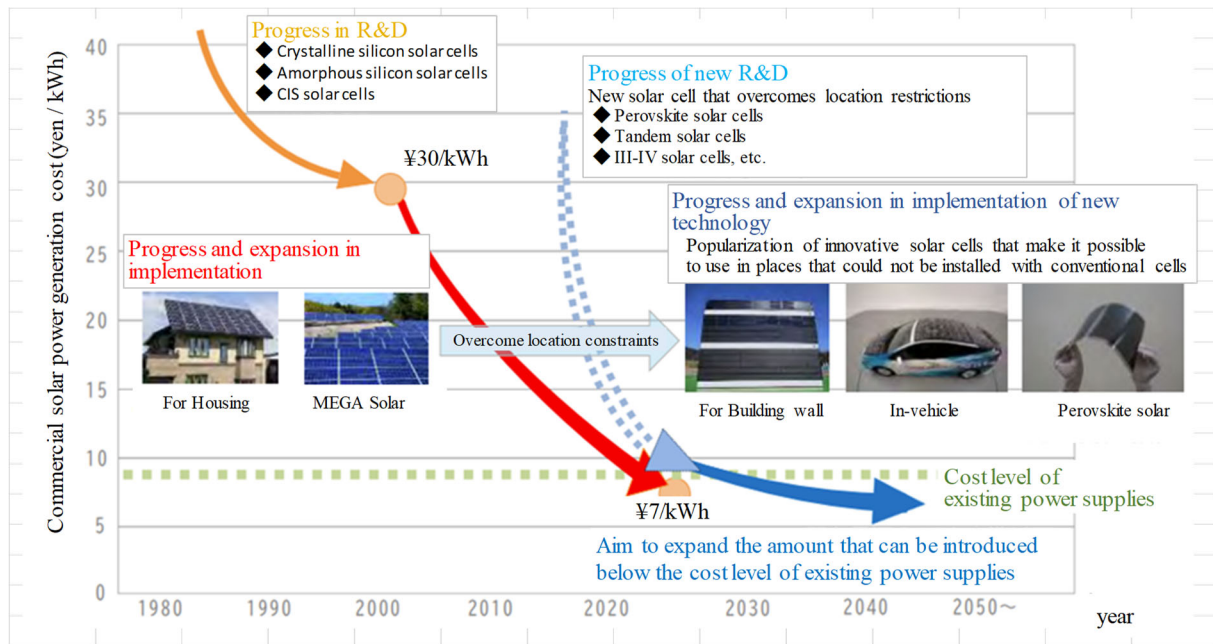 Commercial solar power generation cost (yen / kWh)
40
35
30
25
20
15
10
5
0
Progress in R&D
◆ Crystalline silicon solar cells
◆ Amorphous silicon solar cells
◆ CIS solar cells
Progress of new R&D
New solar cell that overcomes location restrictions
◆ Perovskite solar cells
◆ Tandem solar cells
◆ III-IV solar cells, etc.
¥30/kWh
Progress and expansion in implementation of new
technology
Popularization of innovative solar cells that make it possible
to use in places that could not be installed with conventional cells
Progress and expansion in
implementation
Overcome location constraints
For Housing
MEGA Solar
For Building wall
In-vehicle
Perovskite solar
Cost level of
existing power supplies
¥7/kWh
Aim to expand the amount that can be introduced
below the cost level of existing power supplies
1980
1990
2000
2010
2020
2030
2040
2050～
year